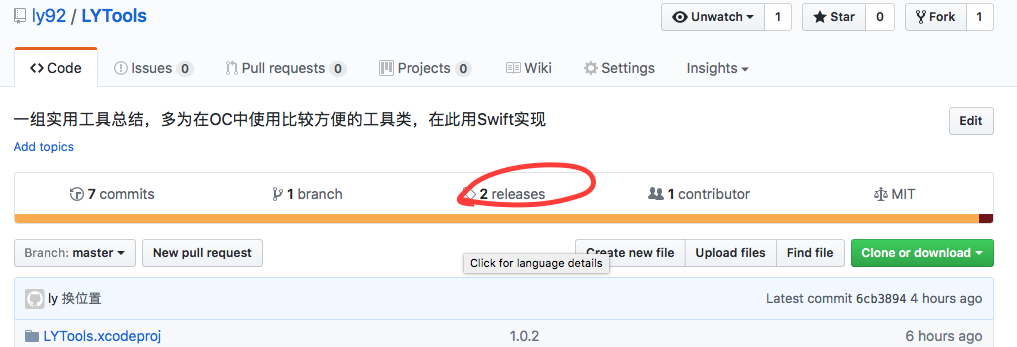 ly92 / LYTools
Unwatch 1 Star 0 Fork 1
Code Issues 0 Pull requests 0 Projects 0 Wiki Settings Insights
一组实用工具总结，多为在OC中使用比较方便的工具类，在此用Swift实现
Edit
Add topics
7 commits 1 branch 2 releases 1 contributor MIT
Branch: master New pull request Create new file Upload files Find file Clone or download
Click for language details
ly 换位置 Latest commit 6cb3894 4 hours ago
LYTools.xcodeproj 1.0.2 6 hours ago